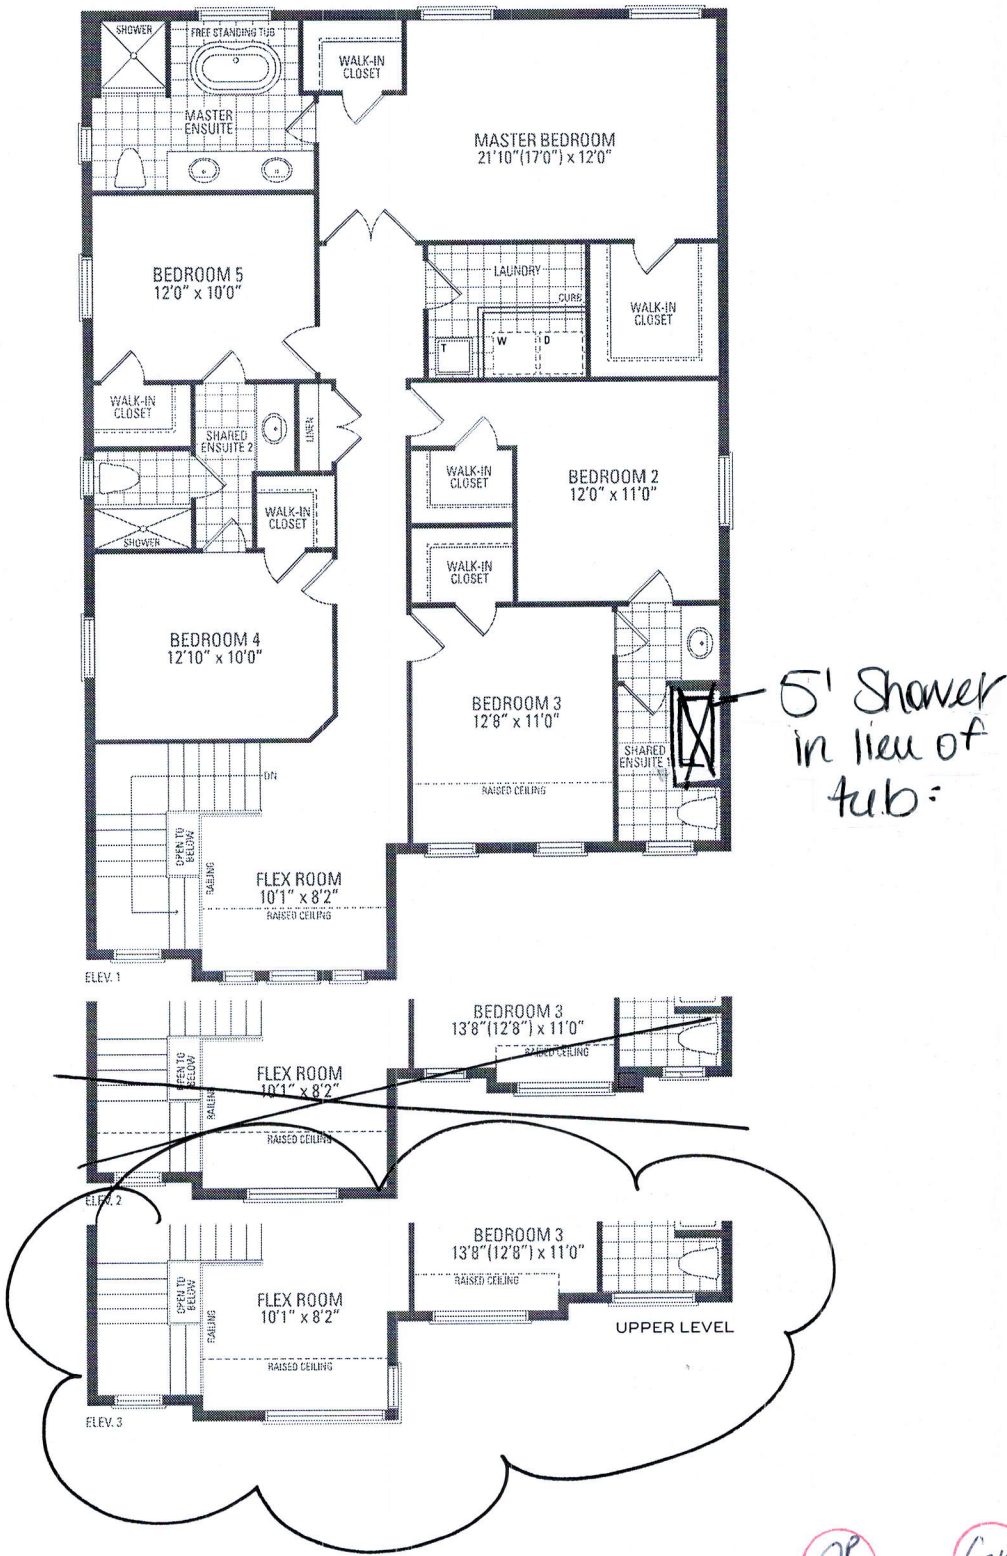 SHOWER
FREE STANDING TUB
WALK-IN
CLOSET
MASTER
ENSUITE
MASTER BEDROOM
21'10"(17'0") x 12'0"
BEDROOM 5
12'0" x 10'0"
LAUNDRY
CURB
T
W
D
WALK-IN
CLOSET
WALK-IN
CLOSET
SHARED
ENSUITE 2
LINEN
WALK-IN
CLOSET
BEDROOM 2
12'0" x 11'0"
WALK-IN
CLOSET
SHOWER
WALK-IN
CLOSET
BEDROOM 4
12'10" x 10'0"
BEDROOM 3
12'8" x 11'0"
5' Shower
in lieu of
tub:
SHARED
ENSUITE 1
RAISED CEILING
DN
OPEN TO
BELOW
RAILING
FLEX ROOM
10'1" x 8'2"
RAISED CEILING
ELEV. 1
BEDROOM 3
13'8"(12'8") x 11'0"
RAISED CEILING
OPEN TO
BELOW
RAILING
FLEX ROOM
10'1" x 8'2"
RAISED CEILING
ELEV. 2
BEDROOM 3
13'8"(12'8") x 11'0"
RAISED CEILING
OPEN TO
BELOW
RAILING
FLEX ROOM
10'1" x 8'2"
UPPER LEVEL
RAISED CEILING
ELEV. 3